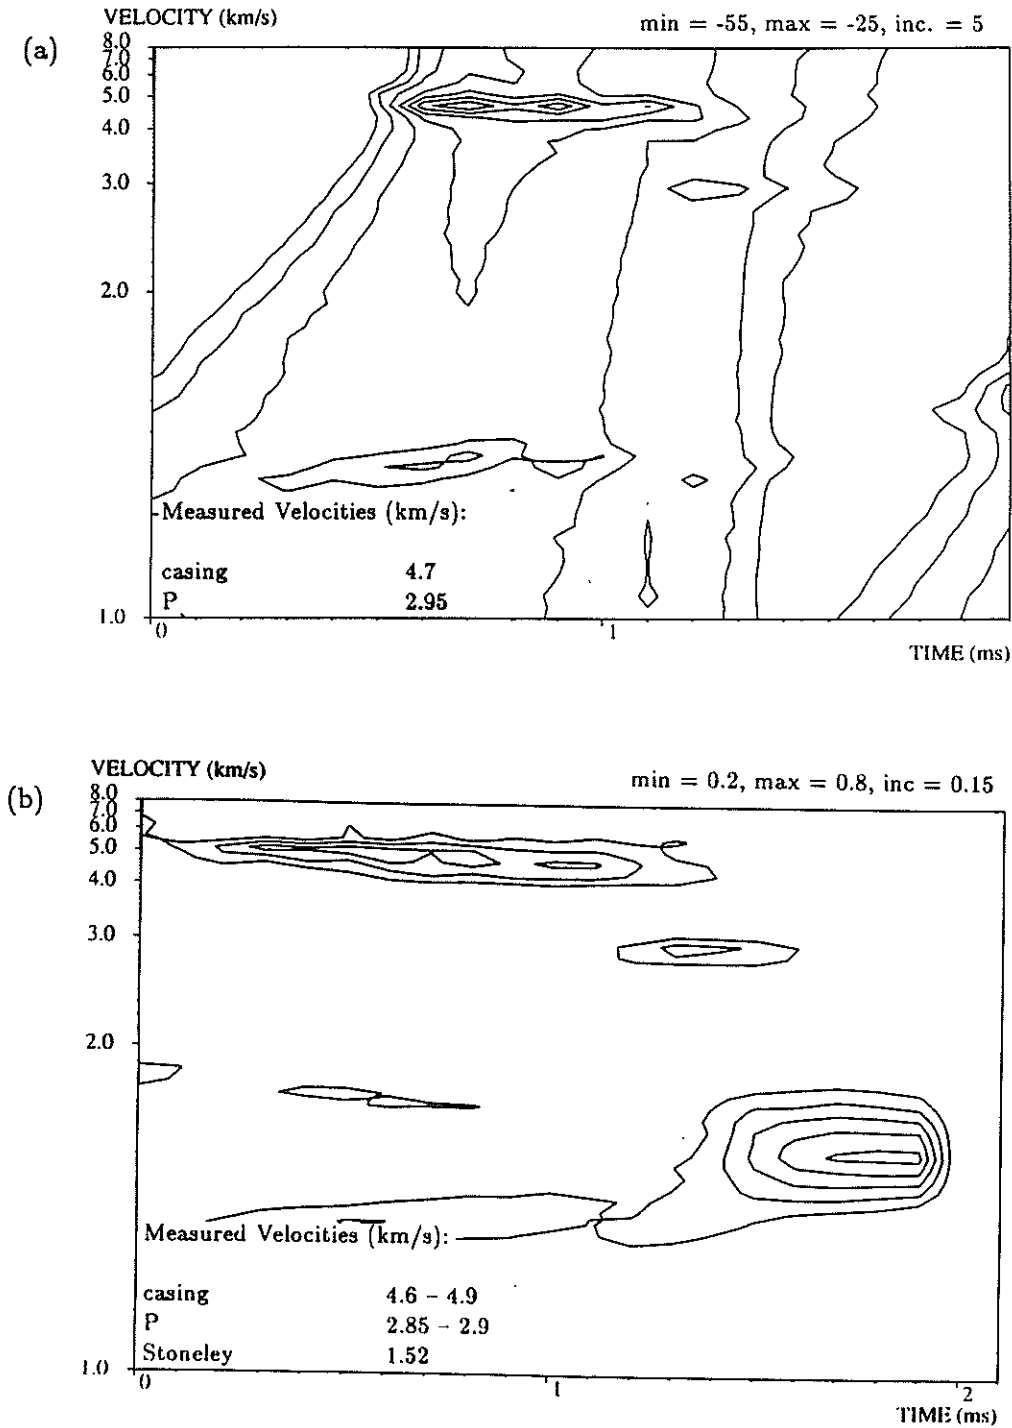 (a)
VELOCITY (km/s)
min = -55, max = -25, inc. = 5
8.0
7.0
6.0
5.0
4.0
3.0
2.0
1.0
Measured Velocities (km/s):
casing 4.7
P 2.95
0 1
TIME (ms)
(b)
VELOCITY (km/s)
min = 0.2, max = 0.8, inc = 0.15
8.0
7.0
6.0
5.0
4.0
3.0
2.0
1.0
Measured Velocities (km/s):
casing 4.6 - 4.9
P 2.85 - 2.9
Stoneley 1.52
0 1 2
TIME (ms)